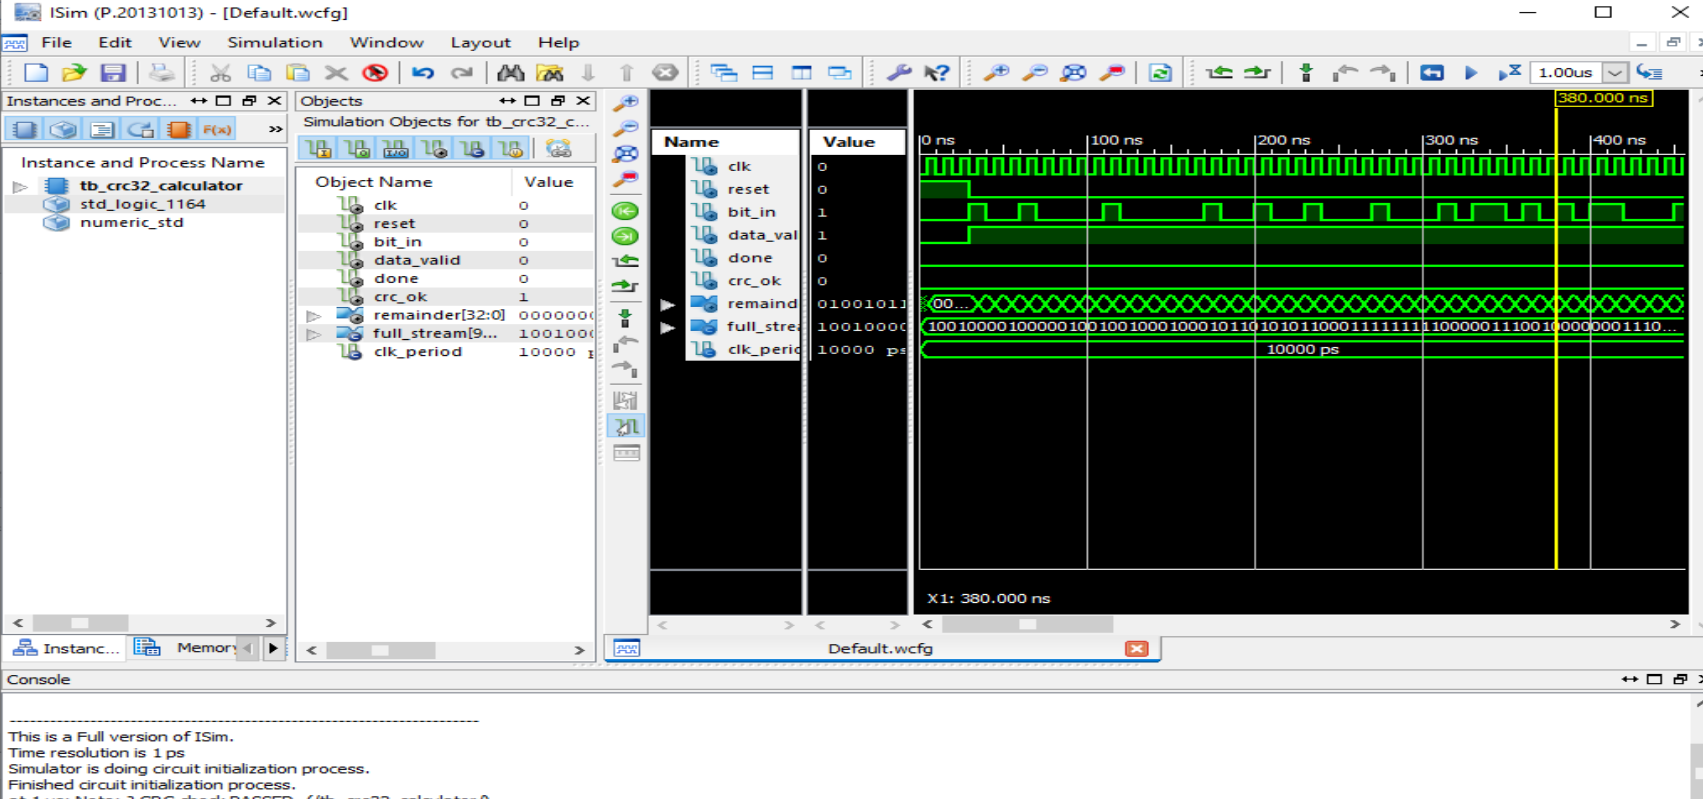 ISim (P.20131013) - [Default.wcfg]
File Edit View Simulation Window Layout Help
1.00us
Instances and Proc...
F(x)
»
Instance and Process Name
tb_crc32_calculator
std_logic_1164
numeric_std
Instanc... Memory
Objects
Simulation Objects for tb_crc32_c...
Object Name Value
clk 0
reset 0
bit_in 0
data_valid 0
done 0
crc_ok 1
remainder[32:0] 0000000
full_stream[9... 100100
clk_period 10000
Name Value
clk 0
reset 0
bit_in 1
data_val 1
done 0
crc_ok 0
remaind 01001011
full_strea 10010000
clk_peric 10000 ps
380.000 ns
0 ns 100 ns 200 ns 300 ns 400 ns
00...
10000 ps
X1: 380.000 ns
Default.wcfg
Console
This is a Full version of ISim.
Time resolution is 1 ps
Simulator is doing circuit initialization process.
Finished circuit initialization process.